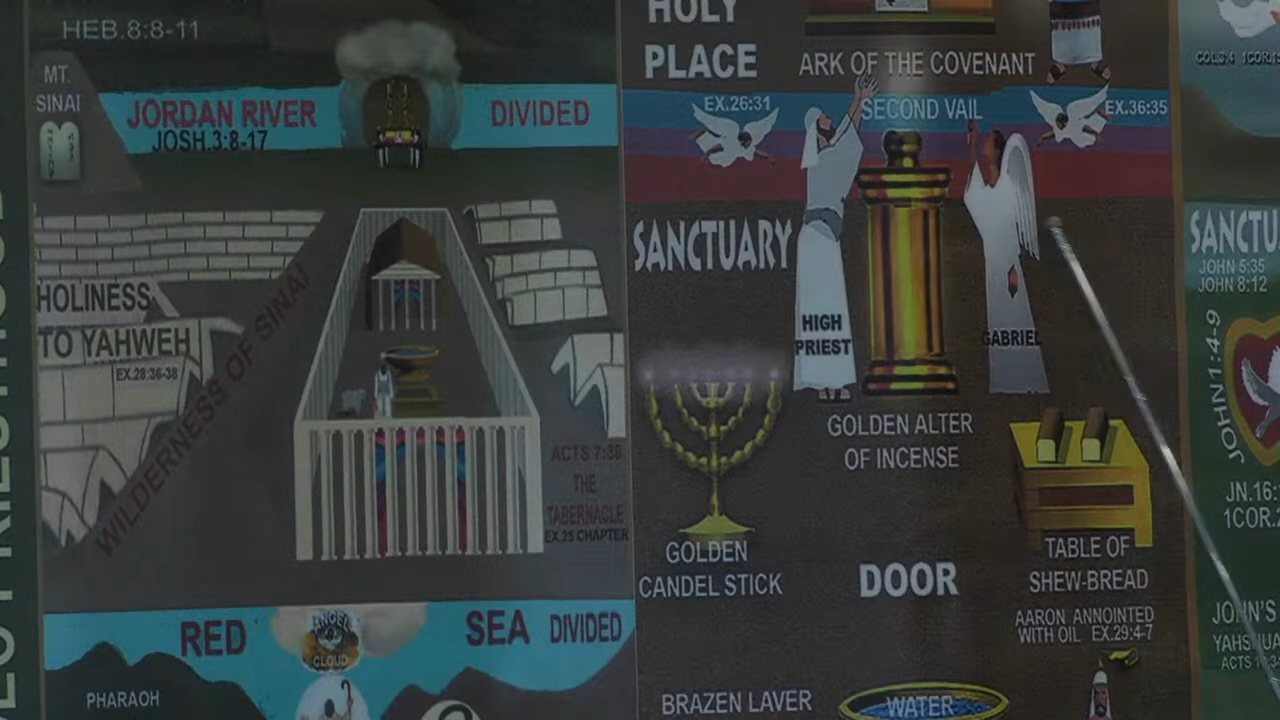 HEB.8:8-11
MT.
SINAI
JORDAN RIVER
JOSH.3:8-17
DIVIDED
HOLINESS
TO YAHWEH
EX.28:36-38
WILDERNESS OF SINAI
ACTS 7:38
THE
TABERNACLE
EX.25 CHAPTER
RED
SEA DIVIDED
ANGEL
CLOUD
PHARAOH
HOLY
PLACE
ARK OF THE COVENANT
EX.26:31
SECOND VAIL
EX.36:35
SANCTUARY
HIGH
PRIEST
GABRIEL
GOLDEN ALTER
OF INCENSE
GOLDEN
CANDEL STICK
DOOR
TABLE OF
SHEW-BREAD
AARON ANNOINTED
WITH OIL EX.29:4-7
BRAZEN LAVER
WATER
SANCTU
JOHN 5:35
JOHN 8:12
JOHN1:4-9
JN.16:
1COR.
JOHN'S
YAHSHUA
ACTS